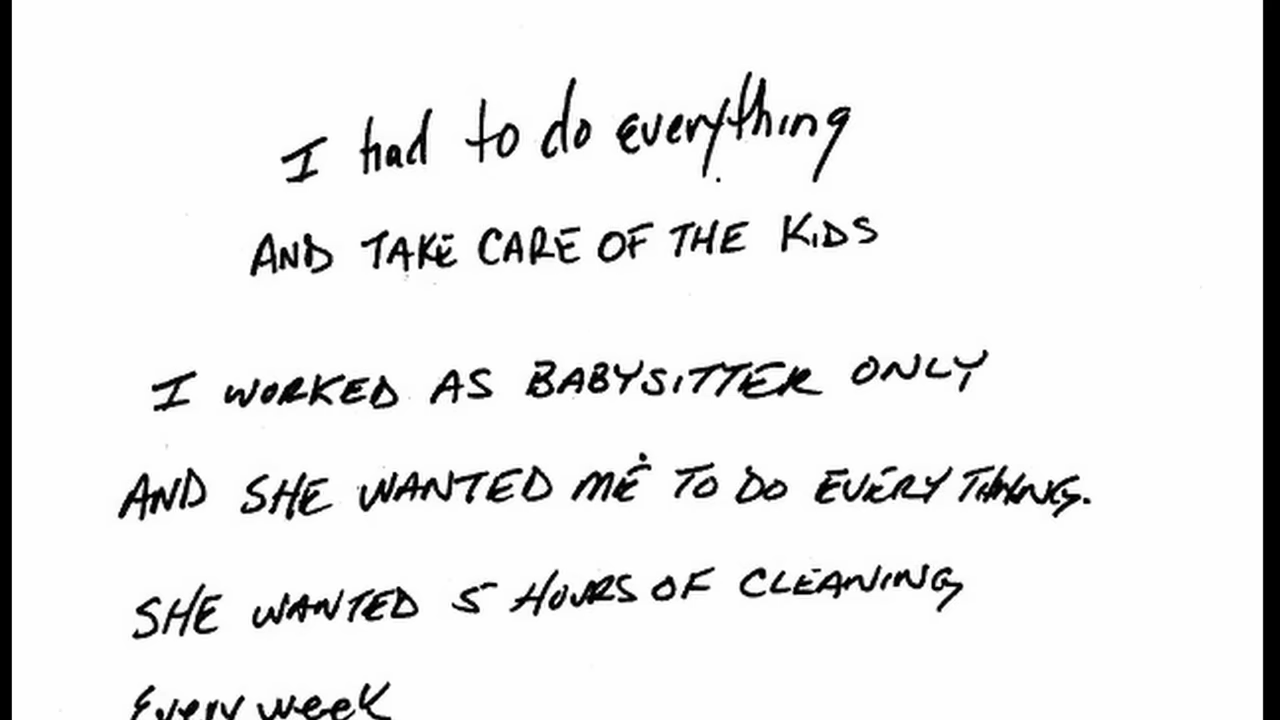 I had to do everything
AND TAKE CARE OF THE KIDS
I WORKED AS BABYSITTER ONLY
AND SHE WANTED ME TO DO EVERYTHING.
SHE WANTED 5 HOURS OF CLEANING
Every week